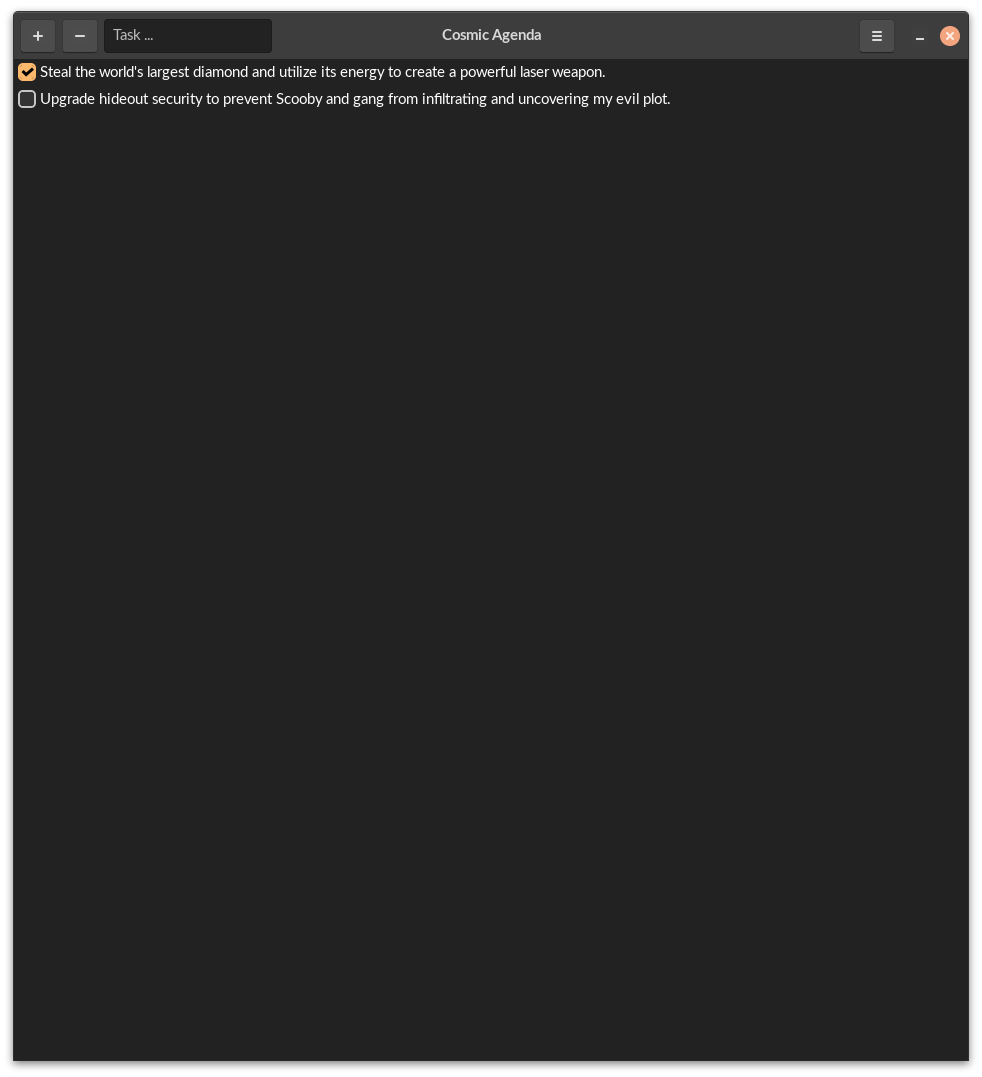 Task ...
Cosmic Agenda
Steal the world's largest diamond and utilize its energy to create a powerful laser weapon.
Upgrade hideout security to prevent Scooby and gang from infiltrating and uncovering my evil plot.